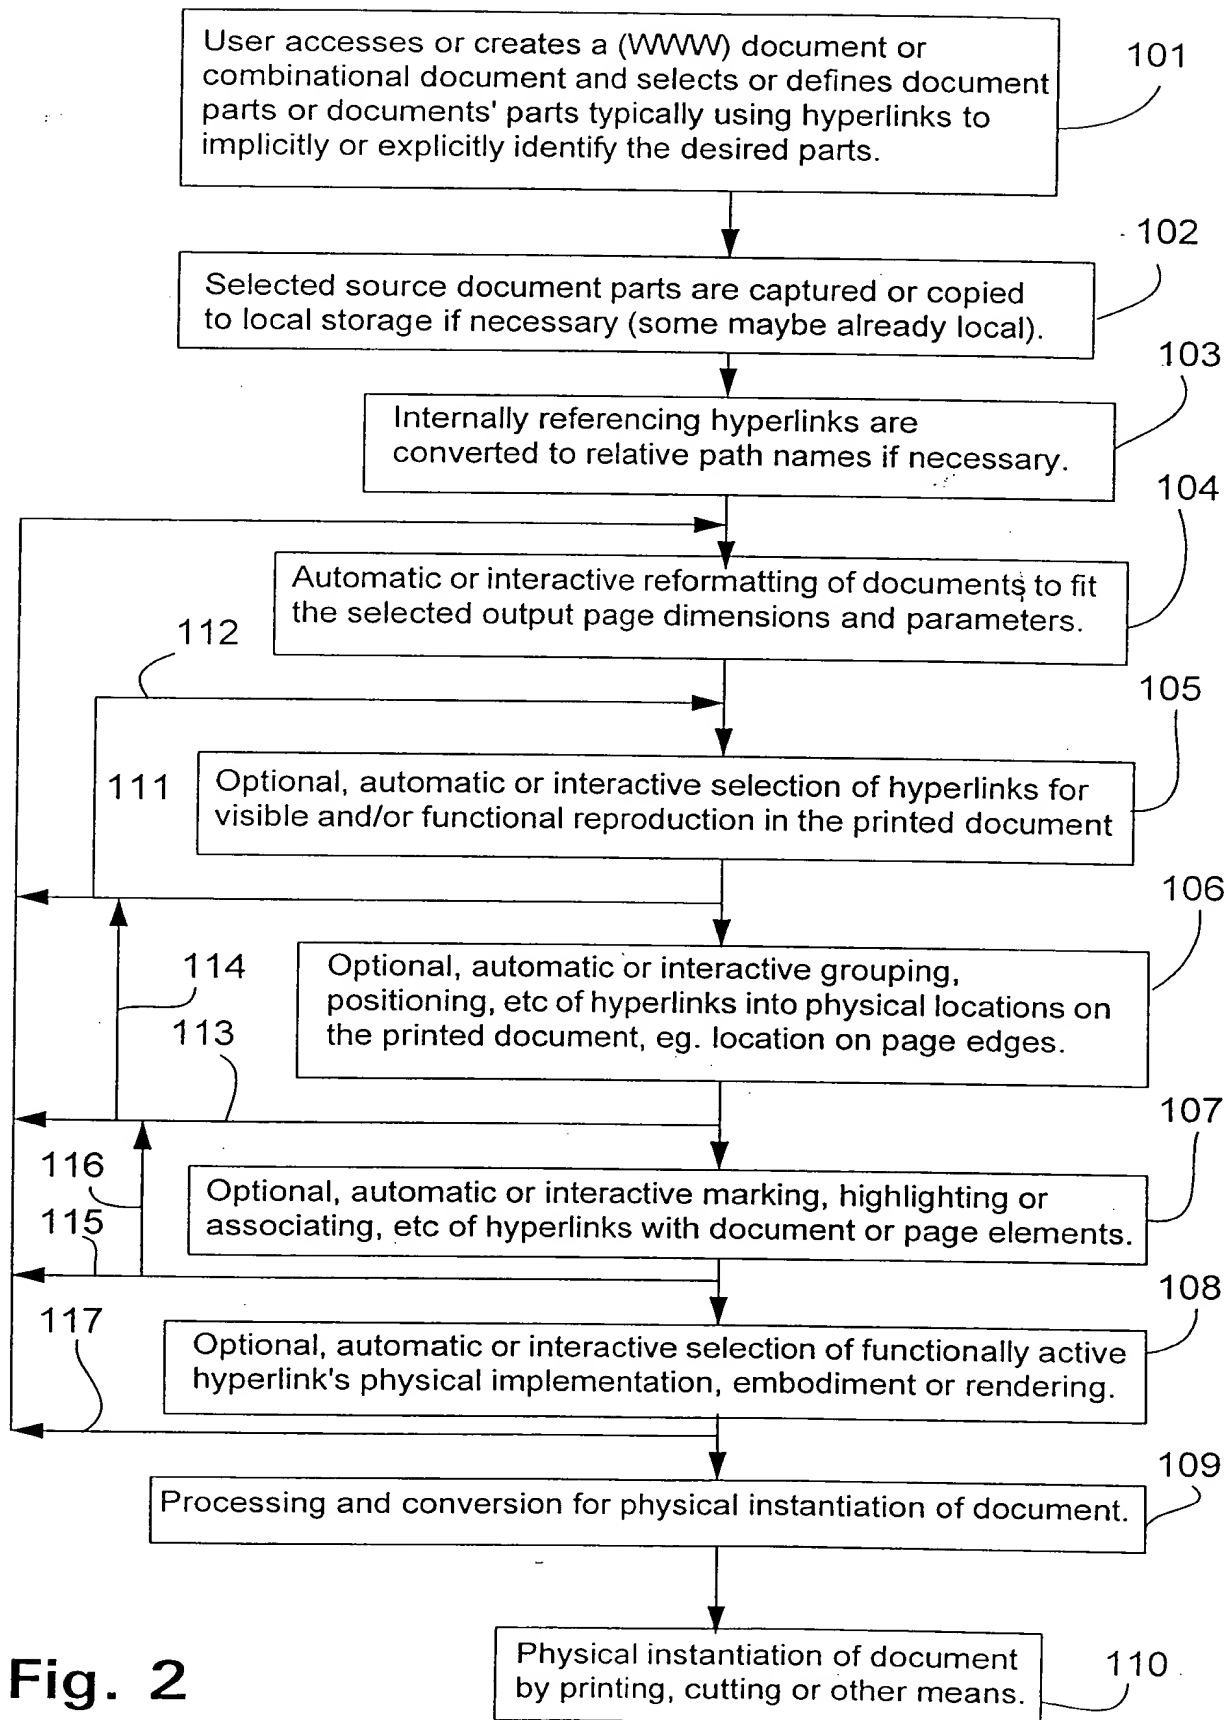 User accesses or creates a (WWW) document or
combinational document and selects or defines document
parts or documents' parts typically using hyperlinks to
implicitly or explicitly identify the desired parts.
101
102
Selected source document parts are captured or copied
to local storage if necessary (some maybe already local).
103
Internally referencing hyperlinks are
converted to relative path names if necessary.
104
Automatic or interactive reformatting of documents to fit
the selected output page dimensions and parameters.
112
105
111
Optional, automatic or interactive selection of hyperlinks for
visible and/or functional reproduction in the printed document
106
Optional, automatic or interactive grouping,
positioning, etc of hyperlinks into physical locations on
the printed document, eg. location on page edges.
114
113
107
116
Optional, automatic or interactive marking, highlighting or
associating, etc of hyperlinks with document or page elements.
115
108
117
Optional, automatic or interactive selection of functionally active
hyperlink's physical implementation, embodiment or rendering.
109
Processing and conversion for physical instantiation of document.
Physical instantiation of document
by printing, cutting or other means.
110
Fig. 2